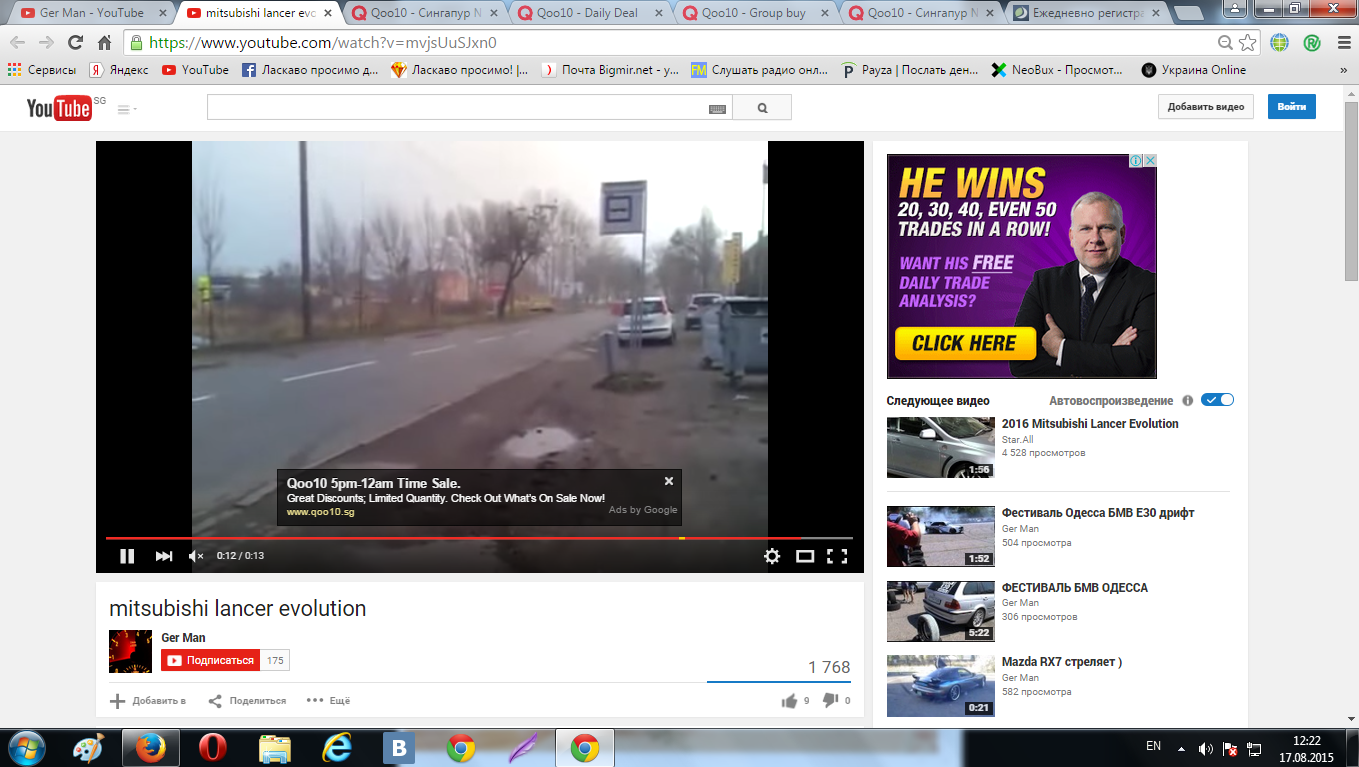 Ger Man - YouTube
mitsubishi lancer evo
Qoo10 - Сингапур N
Qoo10 - Daily Deal
Qoo10 - Group buy
Qoo10 - Сингапур N
Ежедневно регистра
https://www.youtube.com/watch?v=mvjsUuSJxn0
Сервисы
Яндекс
YouTube
Ласкаво просимо д...
Ласкаво просимо! |...
Почта Bigmir.net - у...
FM Слушать радио онл...
Payza | Послать ден...
NeoBux - Просмот...
Украина Online
»
YouTube SG
Добавить видео
Войти
HE WINS
20, 30, 40, EVEN 50
TRADES IN A ROW!
WANT HIS FREE
DAILY TRADE
ANALYSIS?
CLICK HERE
Qoo10 5pm-12am Time Sale.
Great Discounts; Limited Quantity. Check Out What's On Sale Now!
www.qoo10.sg
Ads by Google
0:12 / 0:13
mitsubishi lancer evolution
Ger Man
Подписаться 175
1 768
Добавить в
Поделиться
Ещё
9
0
Следующее видео
Автовоспроизведение
2016 Mitsubishi Lancer Evolution
Star.All
4 528 просмотров
1:56
Фестиваль Одесса БМВ Е30 дрифт
Ger Man
504 просмотра
1:52
ФЕСТИВАЛЬ БМВ ОДЕССА
Ger Man
306 просмотров
5:22
Mazda RX7 стреляет )
Ger Man
582 просмотра
0:21
EN
12:22
17.08.2015